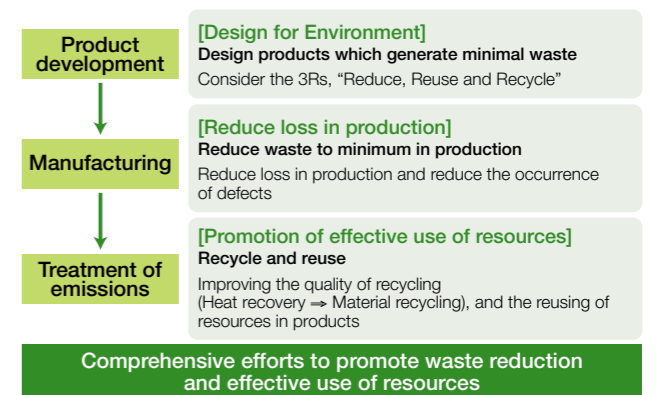 Product
development
[Design for Environment]
Design products which generate minimal waste
Consider the 3Rs, “Reduce, Reuse and Recycle”
Manufacturing
[Reduce loss in production]
Reduce waste to minimum in production
Reduce loss in production and reduce the occurrence
of defects
Treatment of
emissions
[Promotion of effective use of resources]
Recycle and reuse
Improving the quality of recycling
(Heat recovery ⇒ Material recycling), and the reusing of
resources in products
Comprehensive efforts to promote waste reduction
and effective use of resources